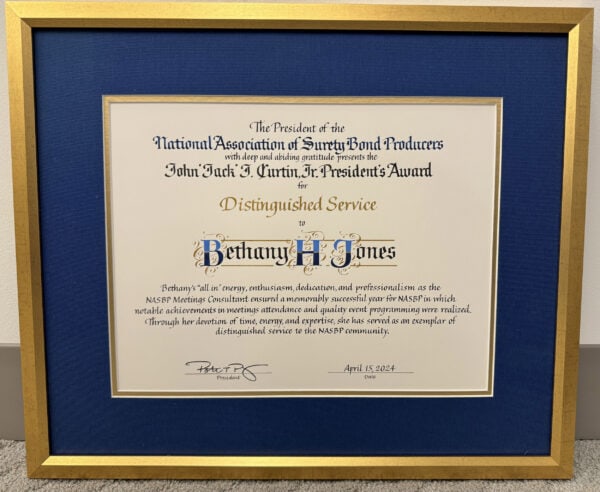 The President of the
National Association of Surety Bond Producers
with deep and abiding gratitude presents the
John "Jack" J. Curtin, Jr. President's Award
for
Distinguished Service
to
Bethany H Jones
Bethany's "all in" energy, enthusiasm, dedication, and professionalism as the
NASBP Meetings Consultant ensured a memorably successful year for NASBP in which
notable achievements in meetings attendance and quality event programming were realized.
Through her devotion of time, energy, and expertise, she has served as an exemplar of
distinguished service to the NASBP community.
April 15, 2024
President Date